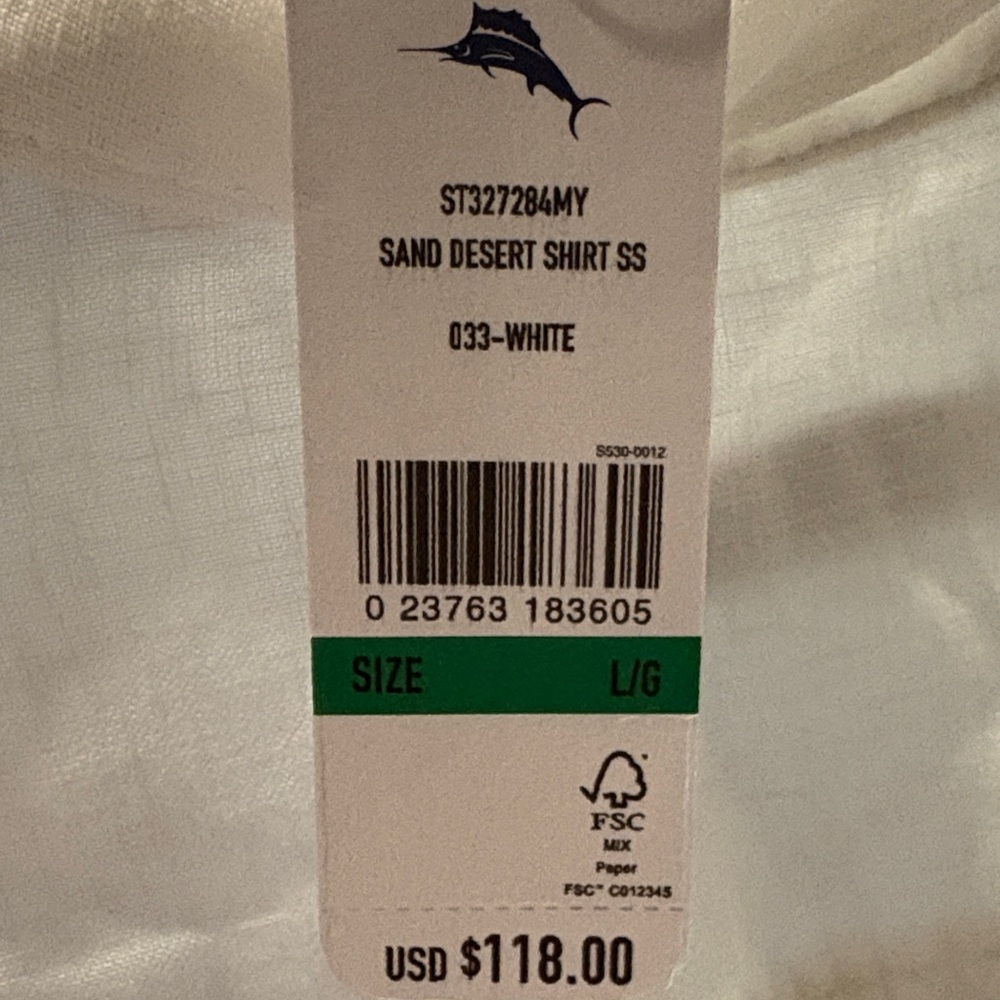 ST327284MY
SAND DESERT SHIRT SS
033-WHITE
S530-0012
0 23763 183605
SIZE L/G
FSC
MIX
Paper
FSC™ C012345
USD $118.00